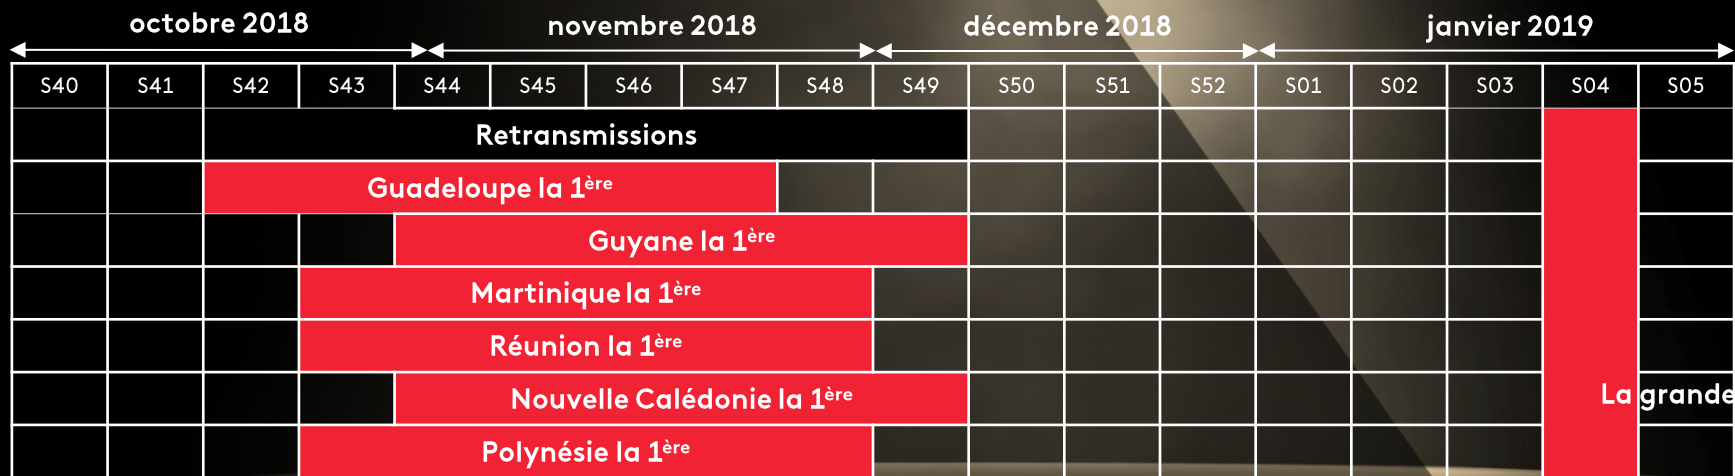 octobre 2018 novembre 2018 décembre 2018 janvier 2019
S40 S41 S42 S43 S44 S45 S46 S47 S48 S49 S50 S51 S52 S01 S02 S03 S04 S05
Retransmissions
Guadeloupe la 1ère
Guyane la 1ère
Martinique la 1ère
Réunion la 1ère
Nouvelle Calédonie la 1ère
La grande
Polynésie la 1ère